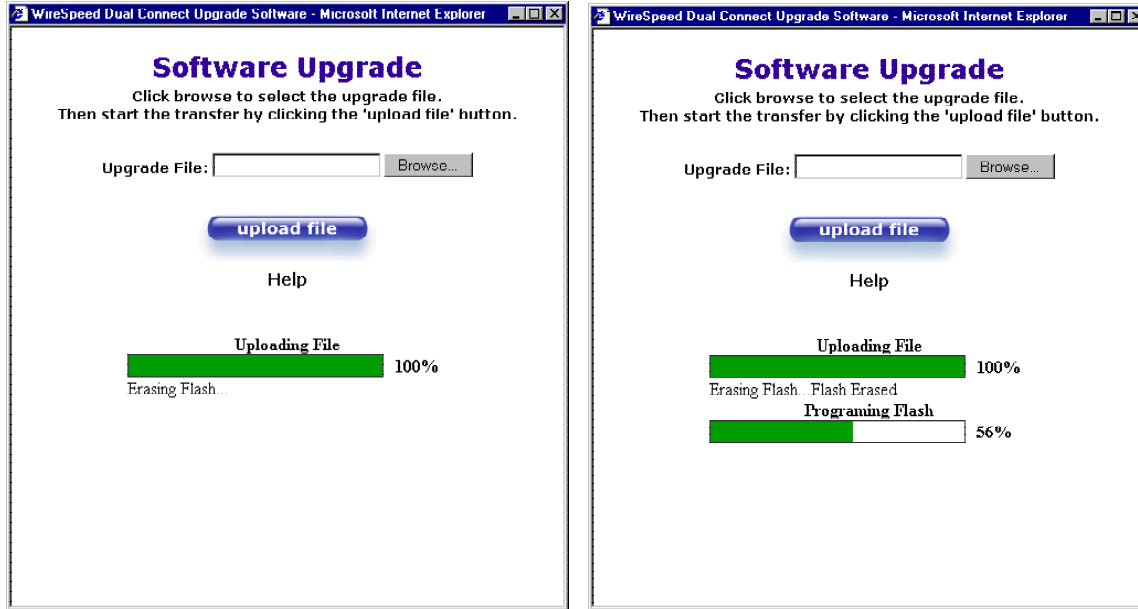 WireSpeed Dual Connect Upgrade Software - Microsoft Internet Explorer
Software Upgrade
Click browse to select the upgrade file.
Then start the transfer by clicking the 'upload file' button.
Upgrade File:
Browse...
upload file
Help
Uploading File
100%
Erasing Flash...
WireSpeed Dual Connect Upgrade Software - Microsoft Internet Explorer
Software Upgrade
Click browse to select the upgrade file.
Then start the transfer by clicking the 'upload file' button.
Upgrade File:
Browse...
upload file
Help
Uploading File
100%
Erasing Flash...Flash Erased
Programing Flash
56%